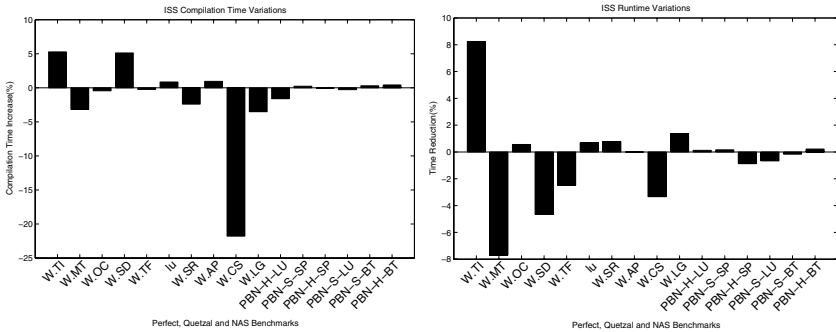 ISS Compilation Time Variations
10
5
0
−5
−10
−15
−20
−25
Compilation Time Increase(%)
W.TI
W.MT
W.OC
W.SD
W.TF
lu
W.SR
W.AP
W.CS
W.LG
PBN−H−LU
PBN−S−SP
PBN−H−SP
PBN−S−LU
PBN−S−BT
PBN−H−BT
Perfect, Quetzal and NAS Benchmarks
ISS Runtime Variations
10
8
6
4
2
0
−2
−4
−6
−8
Time Reduction(%)
W.TI
W.MT
W.OC
W.SD
W.TF
lu
W.SR
W.AP
W.CS
W.LG
PBN−H−LU
PBN−S−SP
PBN−H−SP
PBN−S−LU
PBN−S−BT
PBN−H−BT
Perfect, Quetzal and NAS Benchmarks